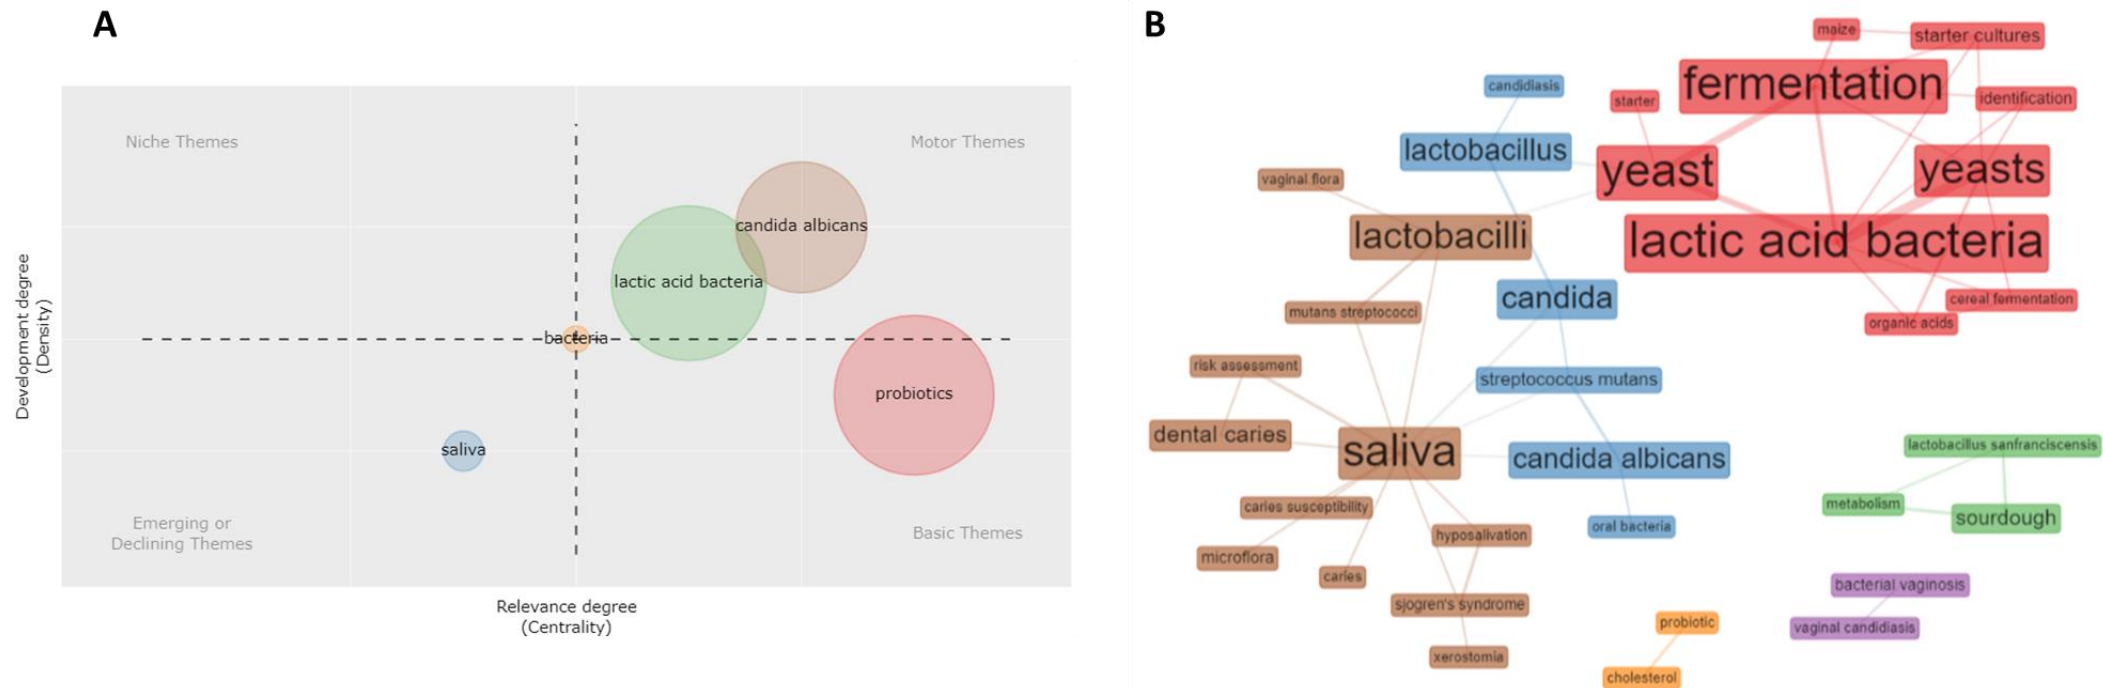 A
Niche Themes
Motor Themes
candida albicans
lactic acid bacteria
bacteria
probiotics
saliva
Emerging or
Declining Themes
Basic Themes
Development degree
(Density)
Relevance degree
(Centrality)
B
maize
starter cultures
fermentation
candidiasis
starter
identification
lactobacillus
yeast
yeasts
vaginal flora
lactobacilli
lactic acid bacteria
candida
cereal fermentation
mutans streptococci
organic acids
risk assessment
streptococcus mutans
dental caries
saliva
candida albicans
lactobacillus sanfranciscensis
caries susceptibility
metabolism
sourdough
oral bacteria
hyposalivation
microflora
caries
bacterial vaginosis
sjogren's syndrome
probiotic
vaginal candidiasis
xerostomia
cholesterol